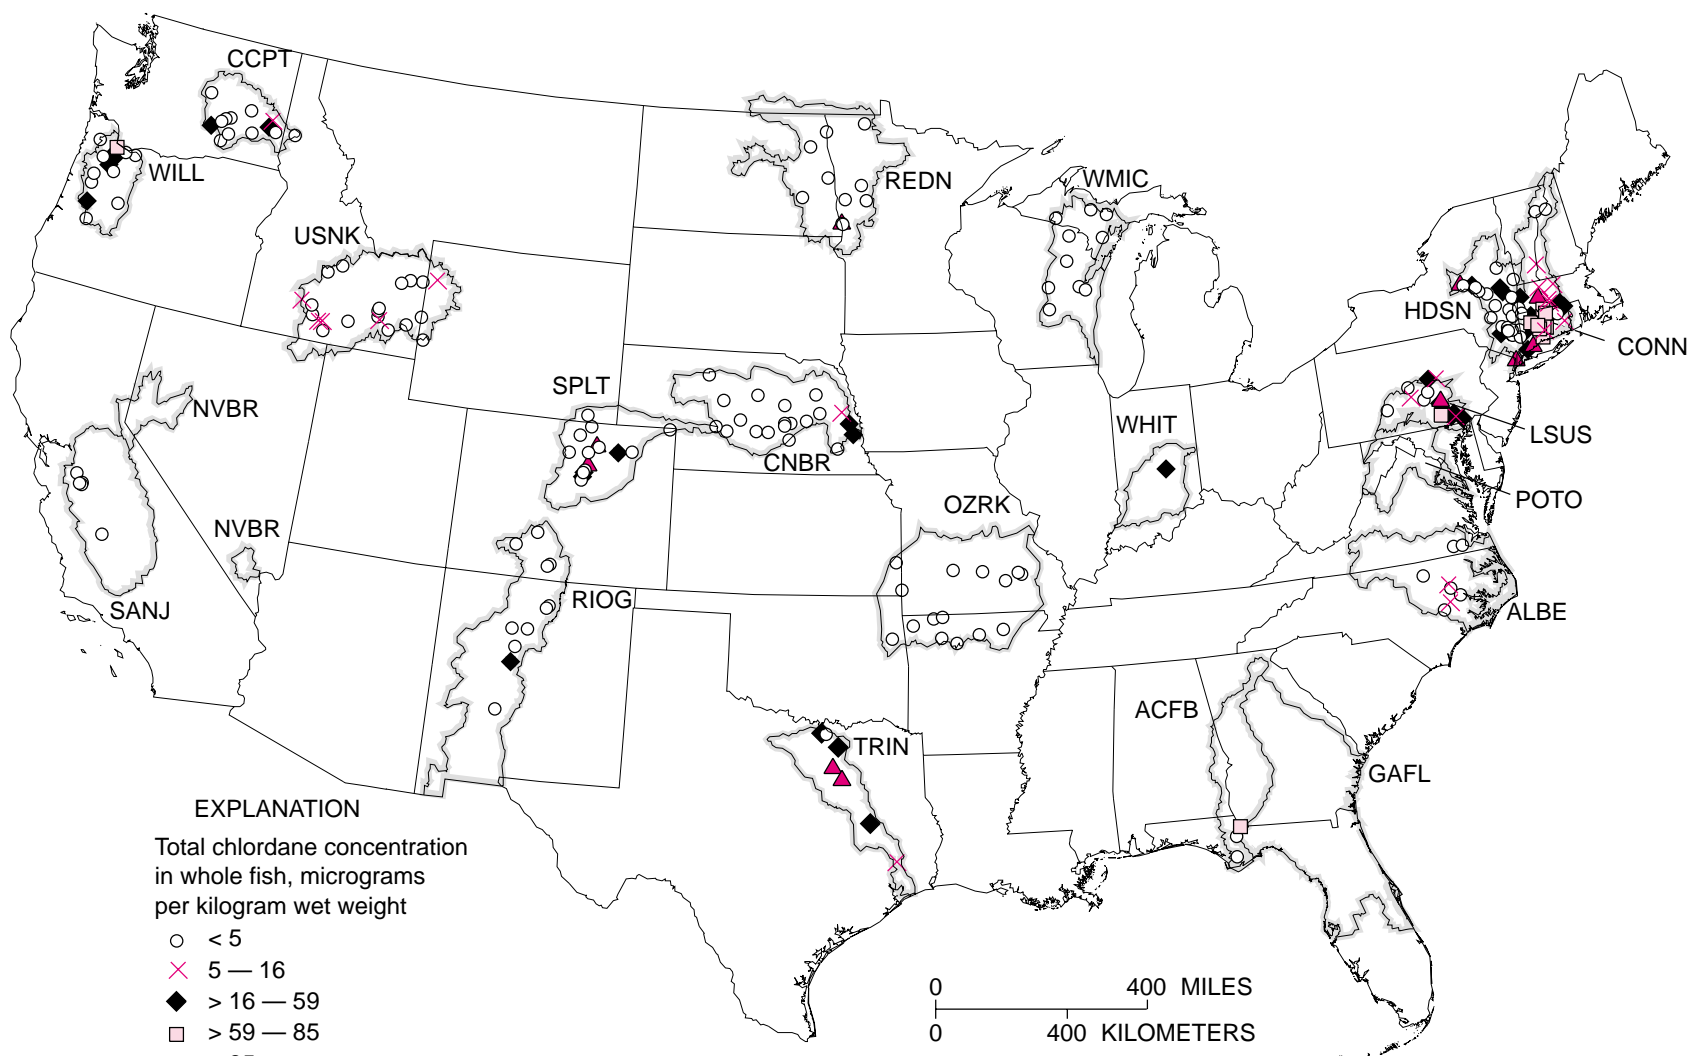 CCPT
WILL
USNK
REDN
WMIC
HDSN
CONN
NVBR
SPLT
CNBR
WHIT
LSUS
POTO
OZRK
NVBR
SANJ
RIOG
ALBE
ACFB
TRIN
GAFL
EXPLANATION
Total chlordane concentration
in whole fish, micrograms
per kilogram wet weight
< 5
5 — 16
> 16 — 59
> 59 — 85
0 400 MILES
0 400 KILOMETERS